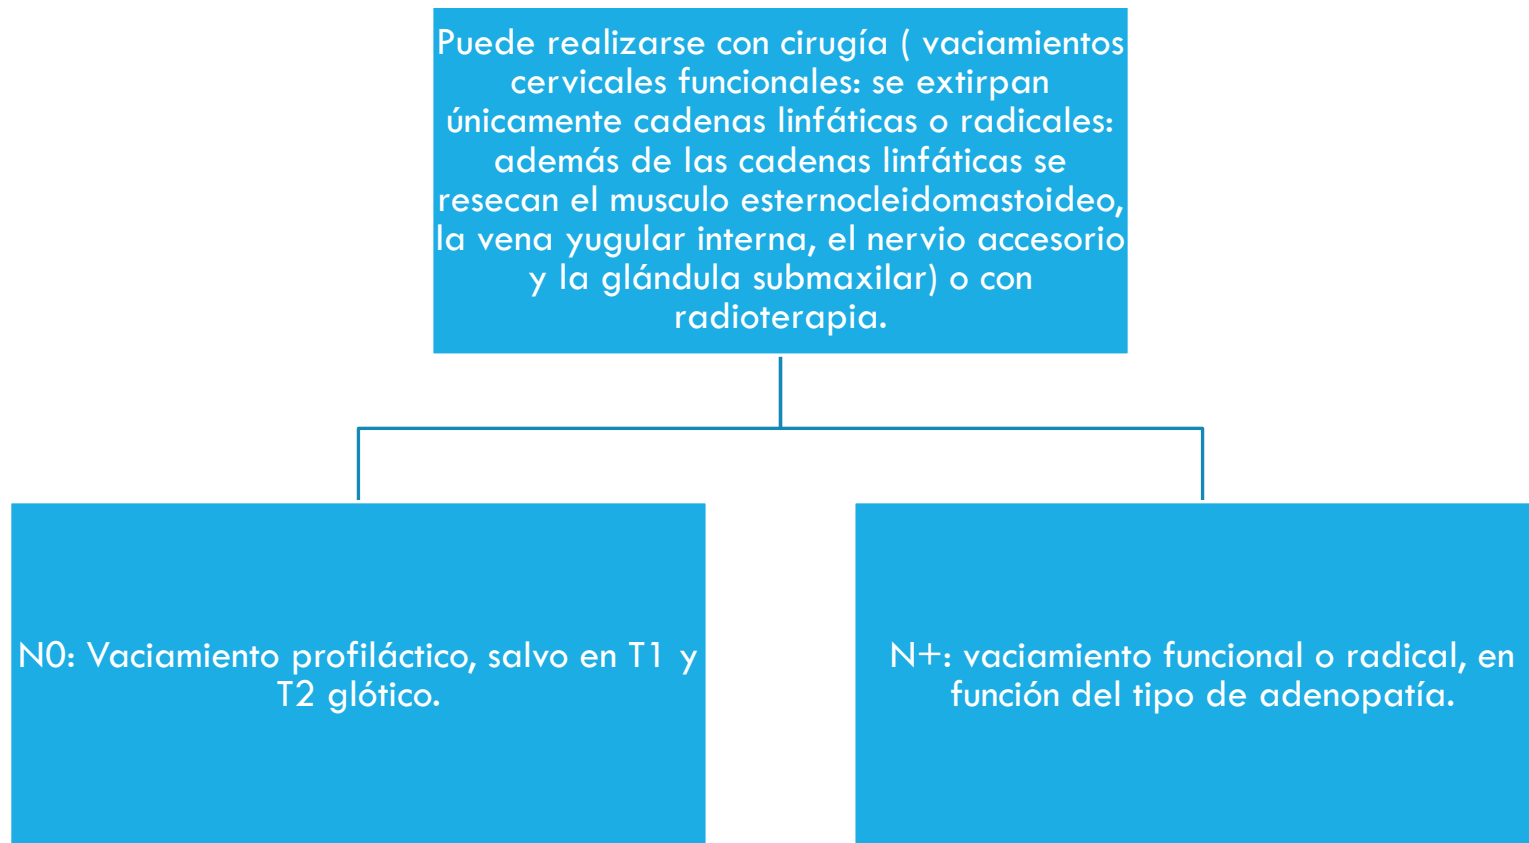 Puede realizarse con cirugía ( vaciamientos
cervicales funcionales: se extirpan
únicamente cadenas linfáticas o radicales:
además de las cadenas linfáticas se
resecan el musculo esternocleidomastoideo,
la vena yugular interna, el nervio accesorio
y la glándula submaxilar) o con
radioterapia.
N0: Vaciamiento profiláctico, salvo en T1 y
T2 glótico.
N+: vaciamiento funcional o radical, en
función del tipo de adenopatía.